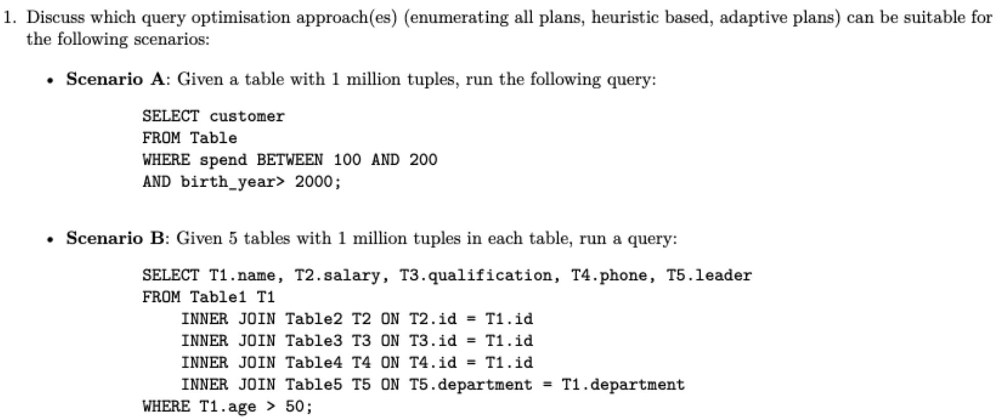 1. Discuss which query optimisation approach(es) (enumerating all plans, heuristic based, adaptive plans) can be suitable for
the following scenarios:
• Scenario A: Given a table with 1 million tuples, run the following query:
SELECT customer
FROM Table
WHERE spend BETWEEN 100 AND 200
AND birth_year> 2000;
• Scenario B: Given 5 tables with 1 million tuples in each table, run a query:
SELECT T1.name, T2.salary, T3.qualification, T4.phone, T5.leader
FROM Table1 T1
INNER JOIN Table2 T2 ON T2.id = T1.id
INNER JOIN Table3 T3 ON T3.id = T1.id
INNER JOIN Table4 T4 ON T4.id = T1.id
INNER JOIN Table5 T5 ON T5.department = T1.department
WHERE T1.age > 50;